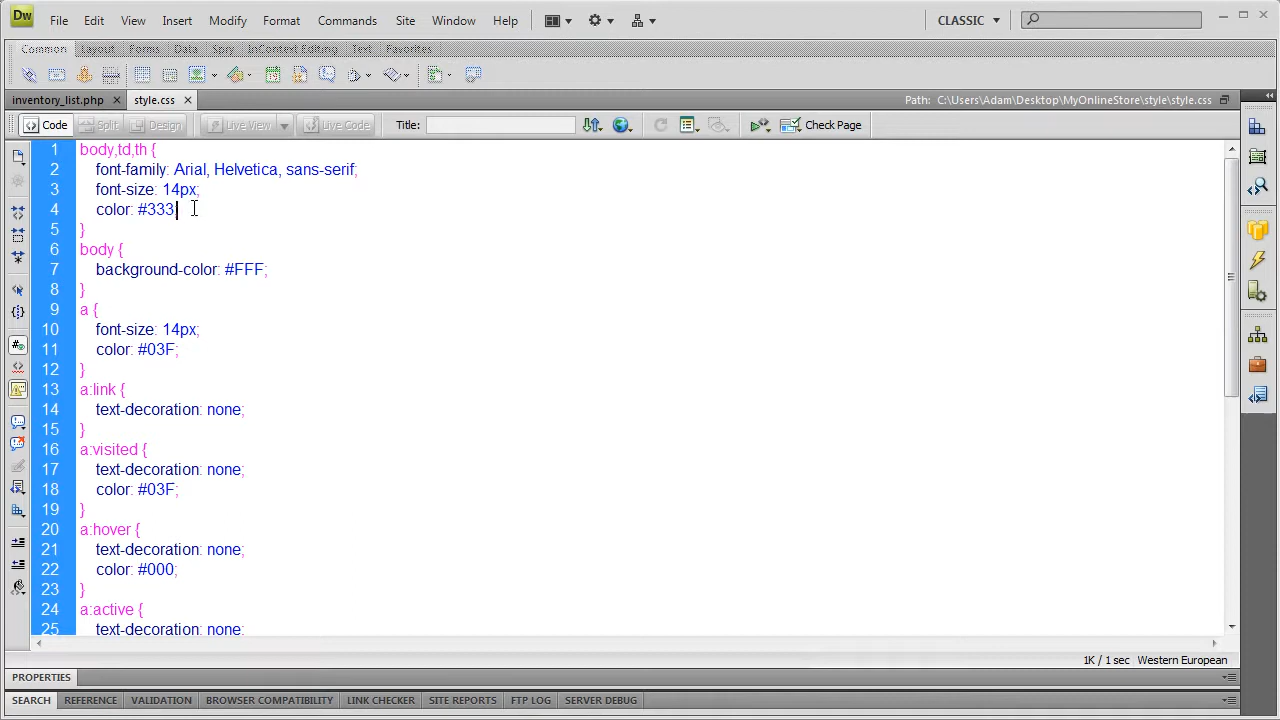 Dw File Edit View Insert Modify Format Commands Site Window Help CLASSIC
Common Layout Forms Data Spry InContext Editing Text Favorites
inventory_list.php style.css Path: C:\Users\Adam\Desktop\MyOnlineStore\style\style.css
Code Split Design Live View Live Code Title: Check Page
1 body,td,th {
2 font-family: Arial, Helvetica, sans-serif;
3 font-size: 14px;
4 color: #333
5 }
6 body {
7 background-color: #FFF;
8 }
9 a {
10 font-size: 14px;
11 color: #03F;
12 }
13 a:link {
14 text-decoration: none;
15 }
16 a:visited {
17 text-decoration: none;
18 color: #03F;
19 }
20 a:hover {
21 text-decoration: none;
22 color: #000;
23 }
24 a:active {
25 text-decoration: none;
1K / 1 sec Western European
PROPERTIES
SEARCH REFERENCE VALIDATION BROWSER COMPATIBILITY LINK CHECKER SITE REPORTS FTP LOG SERVER DEBUG